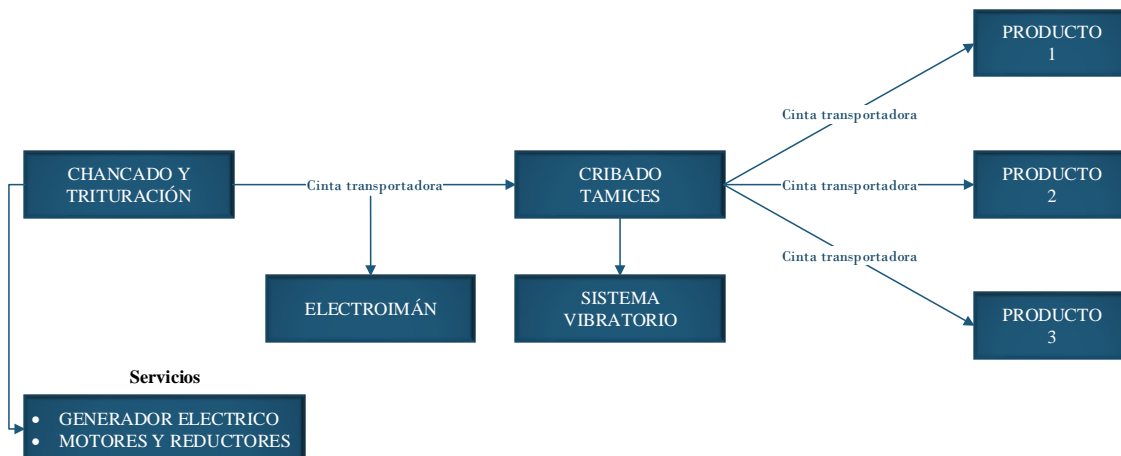 PRODUCTO
1
Cinta transportadora
CHANCADO Y
TRITURACIÓN
Cinta transportadora
CRIBADO
TAMICES
Cinta transportadora
PRODUCTO
2
Cinta transportadora
ELECTROIMÁN
SISTEMA
VIBRATORIO
PRODUCTO
3
Servicios
• GENERADOR ELECTRICO
• MOTORES Y REDUCTORES